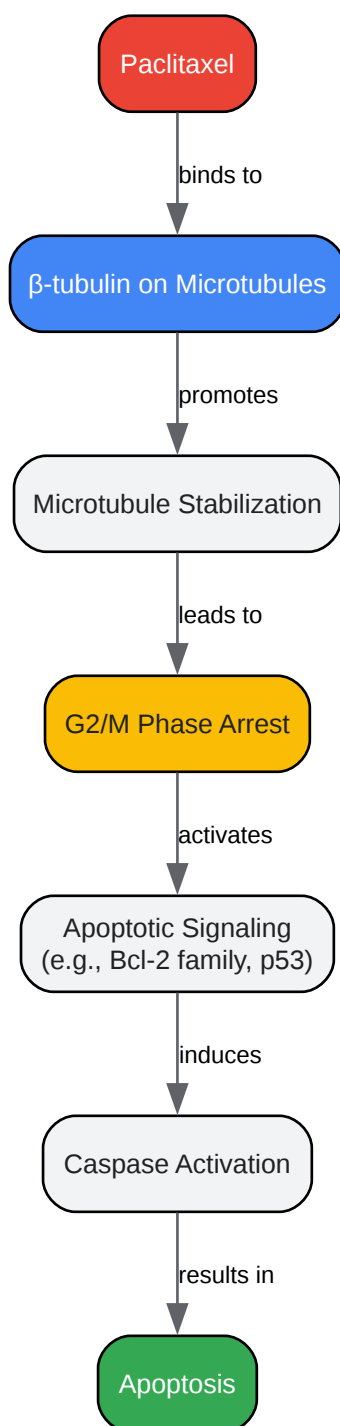 Paclitaxel
binds to
β-tubulin on Microtubules
promotes
Microtubule Stabilization
leads to
G2/M Phase Arrest
activates
Apoptotic Signaling
(e.g., Bcl-2 family, p53)
induces
Caspase Activation
results in
Apoptosis